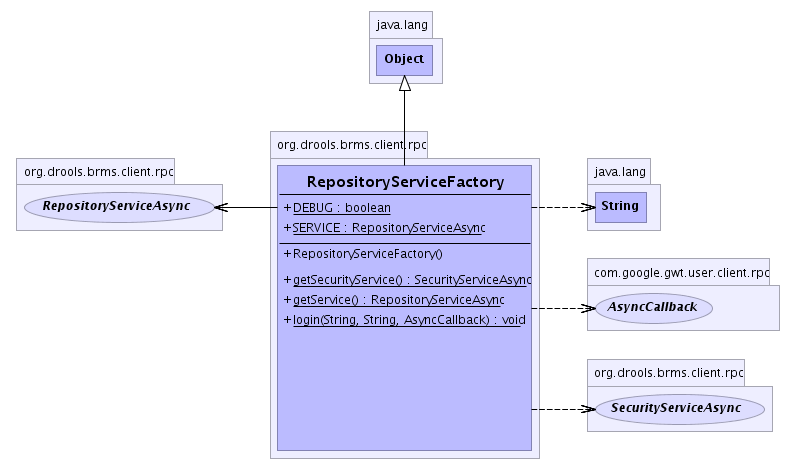 java.lang
Object
org.drools.brms.client.rpc
RepositoryServiceAsync
org.drools.brms.client.rpc
RepositoryServiceFactory
+DEBUG : boolean
+SERVICE : RepositoryServiceAsync
+RepositoryServiceFactory()
+getSecurityService() : SecurityServiceAsync
+getService() : RepositoryServiceAsync
+login(String, String, AsyncCallback) : void
java.lang
String
com.google.gwt.user.client.rpc
AsyncCallback
org.drools.brms.client.rpc
SecurityServiceAsync